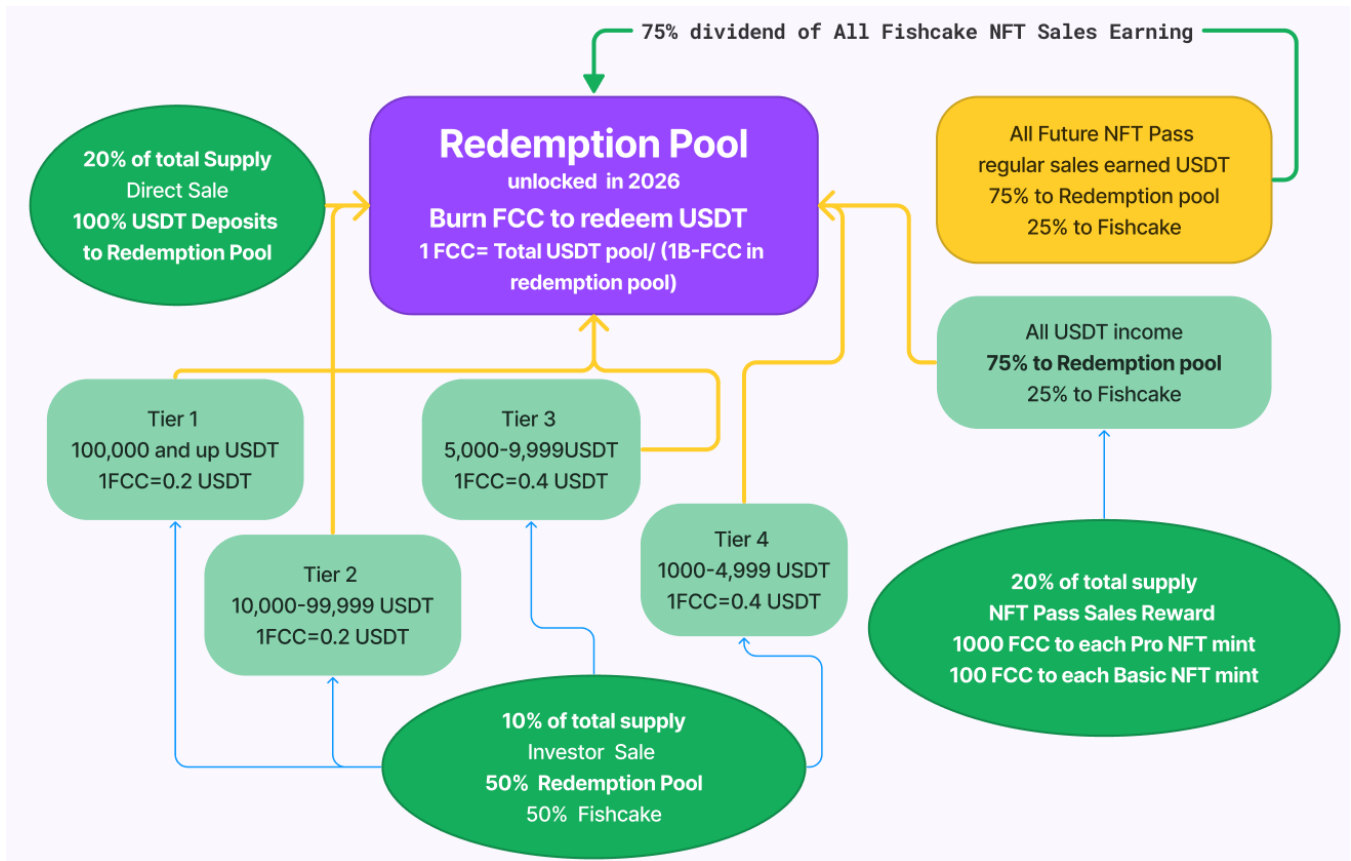 75% dividend of All Fishcake NFT Sales Earning
20% of total Supply
Direct Sale
100% USDT Deposits
to Redemption Pool
Redemption Pool
unlocked in 2026
Burn FCC to redeem USDT
1 FCC= Total USDT pool/ (1B-FCC in
redemption pool)
All Future NFT Pass
regular sales earned USDT
75% to Redemption pool
25% to Fishcake
All USDT income
75% to Redemption pool
25% to Fishcake
Tier 1
100,000 and up USDT
1FCC=0.2 USDT
Tier 3
5,000-9,999USDT
1FCC=0.4 USDT
Tier 2
10,000-99,999 USDT
1FCC=0.2 USDT
Tier 4
1000-4,999 USDT
1FCC=0.4 USDT
20% of total supply
NFT Pass Sales Reward
1000 FCC to each Pro NFT mint
100 FCC to each Basic NFT mint
10% of total supply
Investor Sale
50% Redemption Pool
50% Fishcake